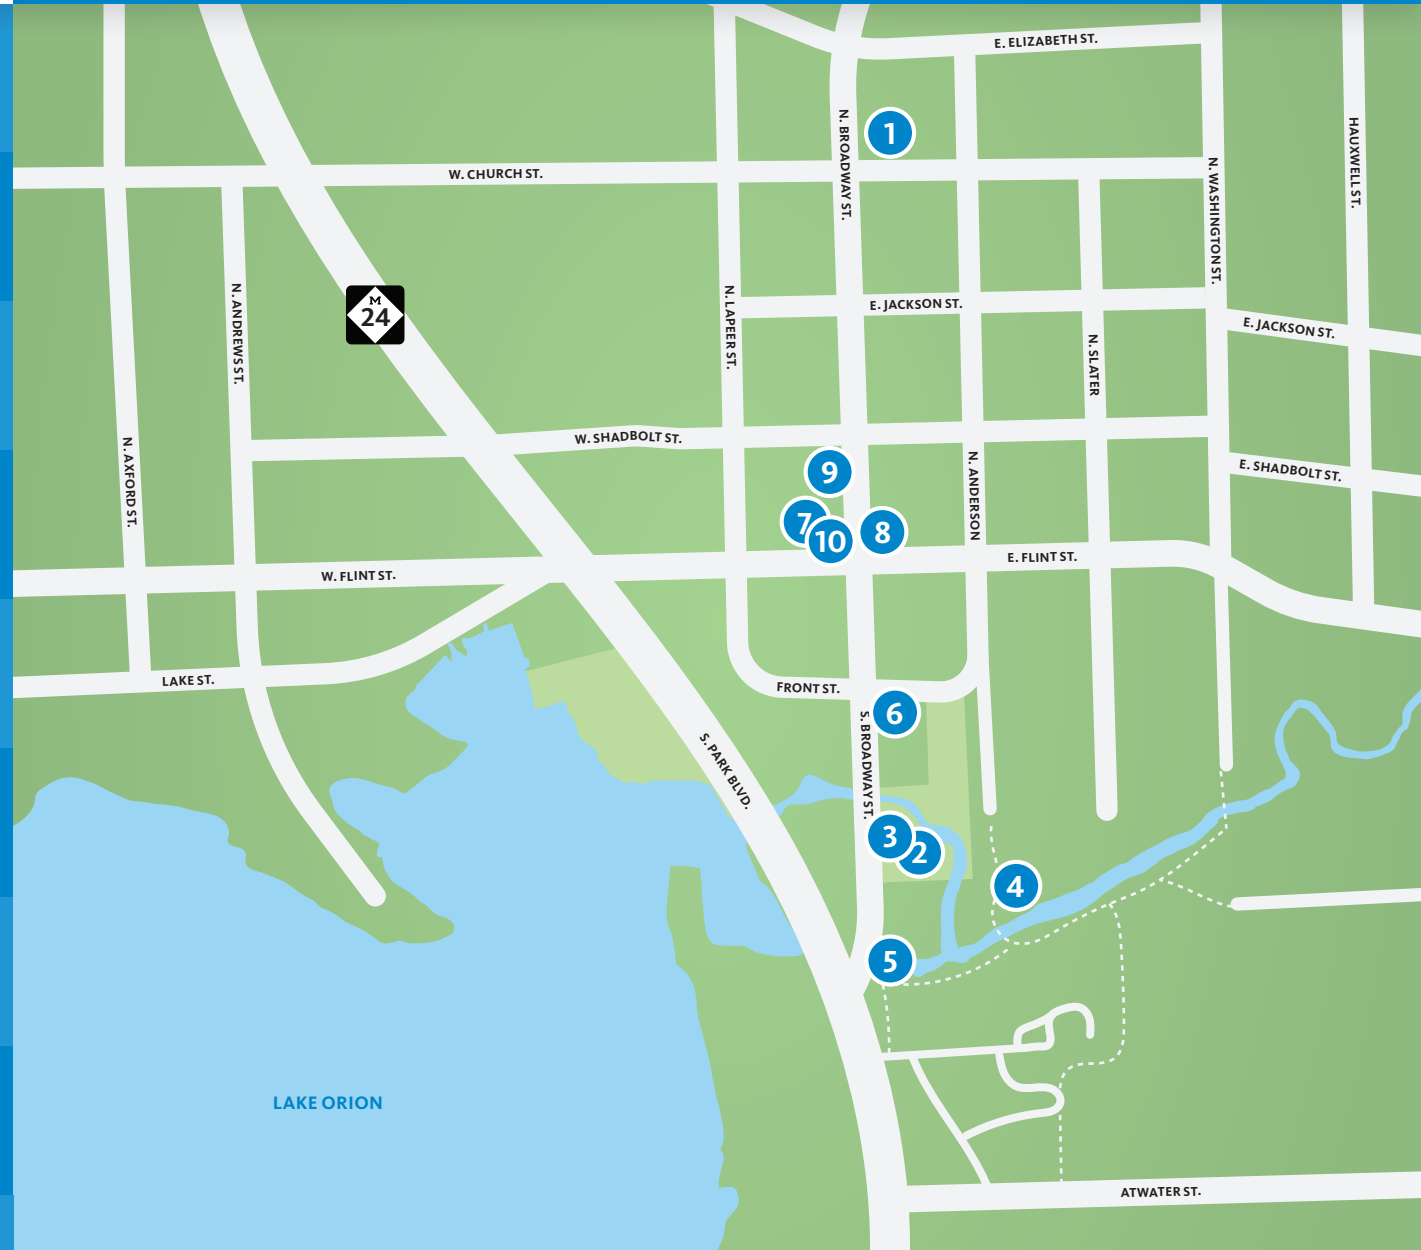 E. ELIZABETH ST.
1
N. BROADWAY ST.
HAUXWELL ST.
W. CHURCH ST.
N. WASHINGTON ST.
M
24
N. ANDREWS ST.
N. LAPEER ST.
E. JACKSON ST.
E. JACKSON ST.
N. SLATER
N. AXFORD ST.
W. SHADBOLT ST.
9
N. ANDERSON
E. SHADBOLT ST.
7
10
8
W. FLINT ST.
E. FLINT ST.
LAKE ST.
FRONT ST.
6
S. PARK BLVD.
S. BROADWAY ST.
3
2
4
5
LAKE ORION
ATWATER ST.